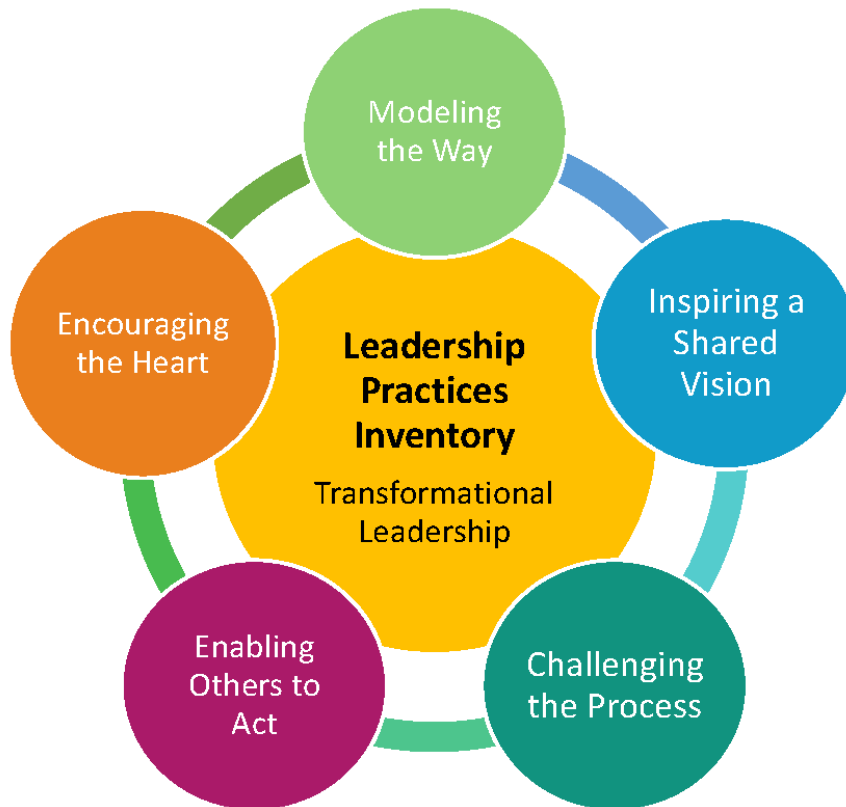 Modeling
the Way
Inspiring a
Shared
Vision
Challenging
the Process
Enabling
Others to
Act
Encouraging
the Heart
Leadership
Practices
Inventory
Transformational
Leadership